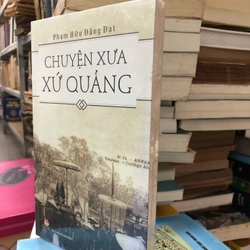 Phạm Hữu Đăng Đạt
CHUYỆN XƯA
XỨ QUẢNG